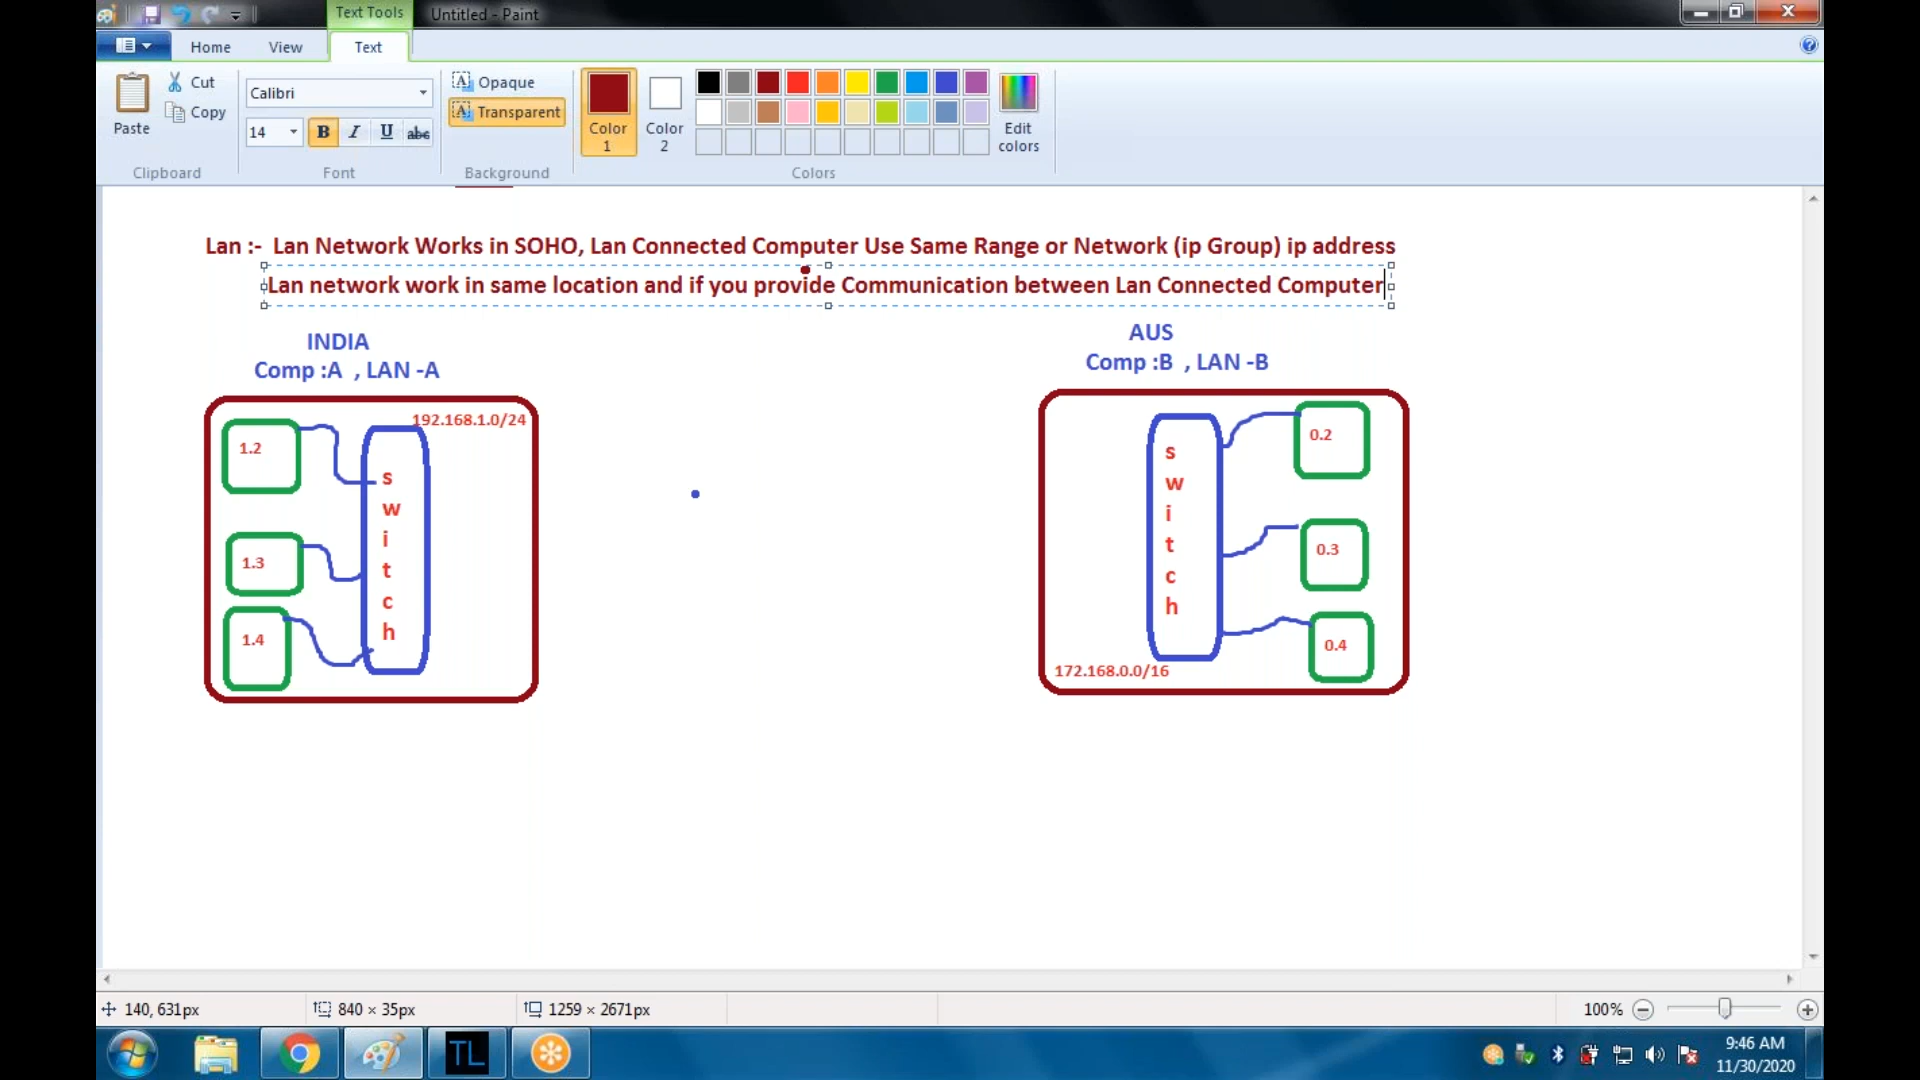 Text Tools
Untitled - Paint
Home
View
Text
Paste
Cut
Copy
Clipboard
Calibri
14
B
I
U
abc
Font
A
Opaque
A
Transparent
Background
Color
1
Color
2
Edit
colors
Colors
Lan :-  Lan Network Works in SOHO, Lan Connected Computer Use Same Range or Network (ip Group) ip address
Lan network work in same location and if you provide Communication between Lan Connected Computer
INDIA
Comp :A  , LAN -A
192.168.1.0/24
1.2
1.3
1.4
s
w
i
t
c
h
AUS
Comp :B  , LAN -B
s
w
i
t
c
h
0.2
0.3
0.4
172.168.0.0/16
140, 631px
840 × 35px
1259 × 2671px
100%
TL
9:46 AM
11/30/2020